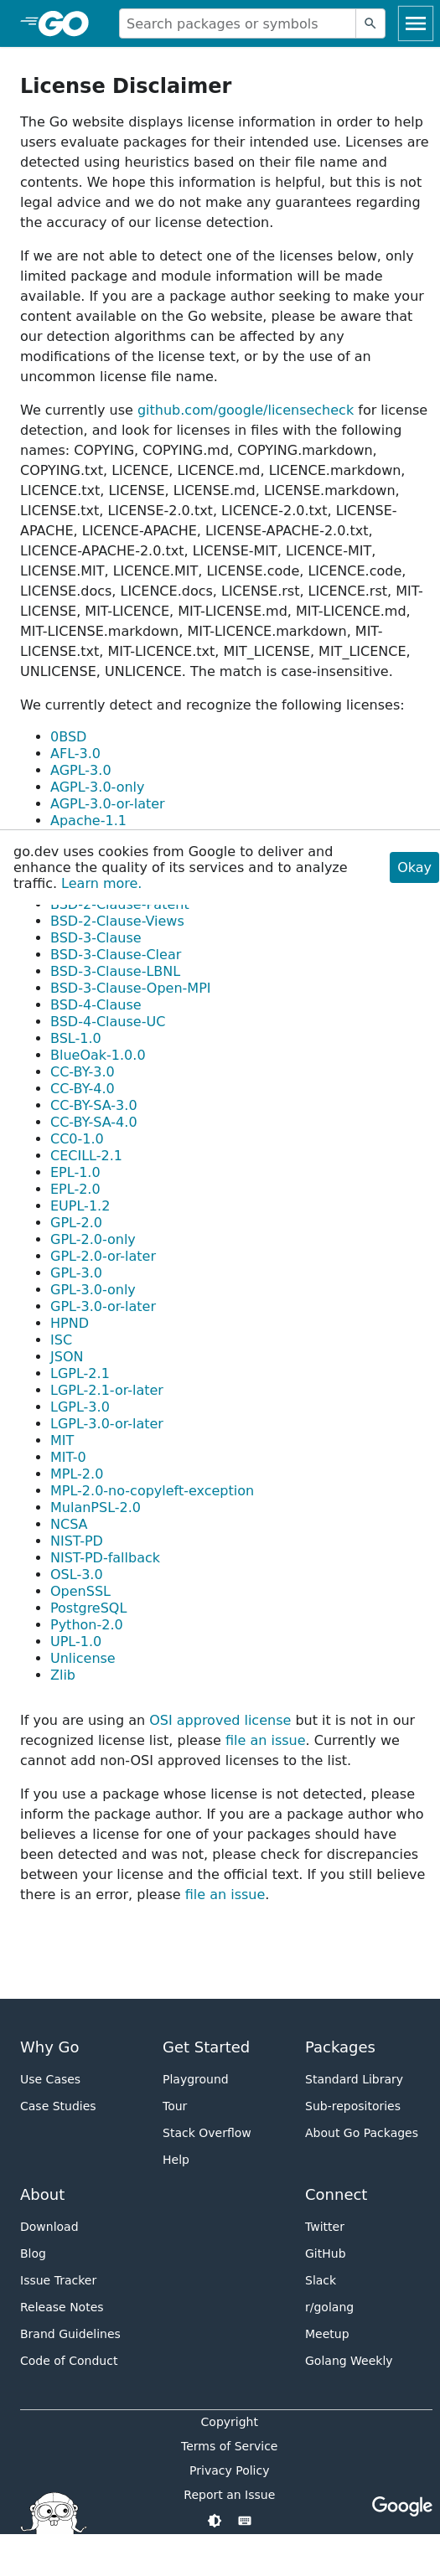 GO
Search packages or symbols
License Disclaimer
The Go website displays license information in order to help
users evaluate packages for their intended use. Licenses are
detected using heuristics based on their file name and
contents. We hope this information is helpful, but this is not
legal advice and we do not make any guarantees regarding
the accuracy of our license detection.
If we are not able to detect one of the licenses below, only
limited package and module information will be made
available. If you are a package author seeking to make your
content available on the Go website, please be aware that
our detection algorithms can be affected by any
modifications of the license text, or by the use of an
uncommon license file name.
We currently use github.com/google/licensecheck for license
detection, and look for licenses in files with the following
names: COPYING, COPYING.md, COPYING.markdown,
COPYING.txt, LICENCE, LICENCE.md, LICENCE.markdown,
LICENCE.txt, LICENSE, LICENSE.md, LICENSE.markdown,
LICENSE.txt, LICENSE-2.0.txt, LICENCE-2.0.txt, LICENSE-
APACHE, LICENCE-APACHE, LICENSE-APACHE-2.0.txt,
LICENCE-APACHE-2.0.txt, LICENSE-MIT, LICENCE-MIT,
LICENSE.MIT, LICENCE.MIT, LICENSE.code, LICENCE.code,
LICENSE.docs, LICENCE.docs, LICENSE.rst, LICENCE.rst, MIT-
LICENSE, MIT-LICENCE, MIT-LICENSE.md, MIT-LICENCE.md,
MIT-LICENSE.markdown, MIT-LICENCE.markdown, MIT-
LICENSE.txt, MIT-LICENCE.txt, MIT_LICENSE, MIT_LICENCE,
UNLICENSE, UNLICENCE. The match is case-insensitive.
We currently detect and recognize the following licenses:
0BSD
AFL-3.0
AGPL-3.0
AGPL-3.0-only
AGPL-3.0-or-later
Apache-1.1
go.dev uses cookies from Google to deliver and
enhance the quality of its services and to analyze
traffic. Learn more.
Okay
BSD-2-Clause-Patent
BSD-2-Clause-Views
BSD-3-Clause
BSD-3-Clause-Clear
BSD-3-Clause-LBNL
BSD-3-Clause-Open-MPI
BSD-4-Clause
BSD-4-Clause-UC
BSL-1.0
BlueOak-1.0.0
CC-BY-3.0
CC-BY-4.0
CC-BY-SA-3.0
CC-BY-SA-4.0
CC0-1.0
CECILL-2.1
EPL-1.0
EPL-2.0
EUPL-1.2
GPL-2.0
GPL-2.0-only
GPL-2.0-or-later
GPL-3.0
GPL-3.0-only
GPL-3.0-or-later
HPND
ISC
JSON
LGPL-2.1
LGPL-2.1-or-later
LGPL-3.0
LGPL-3.0-or-later
MIT
MIT-0
MPL-2.0
MPL-2.0-no-copyleft-exception
MulanPSL-2.0
NCSA
NIST-PD
NIST-PD-fallback
OSL-3.0
OpenSSL
PostgreSQL
Python-2.0
UPL-1.0
Unlicense
Zlib
If you are using an OSI approved license but it is not in our
recognized license list, please file an issue. Currently we
cannot add non-OSI approved licenses to the list.
If you use a package whose license is not detected, please
inform the package author. If you are a package author who
believes a license for one of your packages should have
been detected and was not, please check for discrepancies
between your license and the official text. If you still believe
there is an error, please file an issue.
Why Go
Use Cases
Case Studies
Get Started
Playground
Tour
Stack Overflow
Help
Packages
Standard Library
Sub-repositories
About Go Packages
About
Download
Blog
Issue Tracker
Release Notes
Brand Guidelines
Code of Conduct
Connect
Twitter
GitHub
Slack
r/golang
Meetup
Golang Weekly
Copyright
Terms of Service
Privacy Policy
Report an Issue
Google